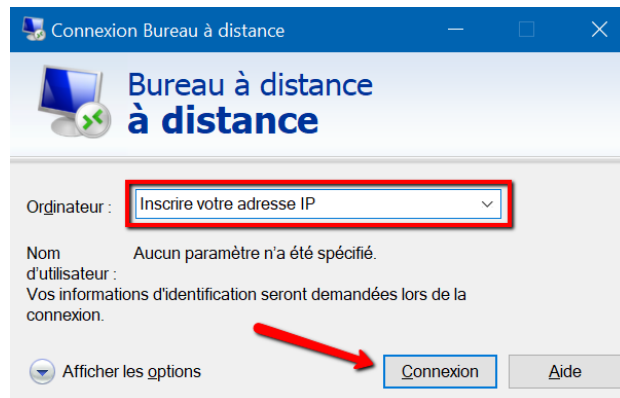 Connexion Bureau à distance
Bureau à distance
à distance
Ordinateur :
Inscrire votre adresse IP
Nom d'utilisateur :
Aucun paramètre n'a été spécifié.
Vos informations d'identification seront demandées lors de la
connexion.
Afficher les options
Connexion
Aide